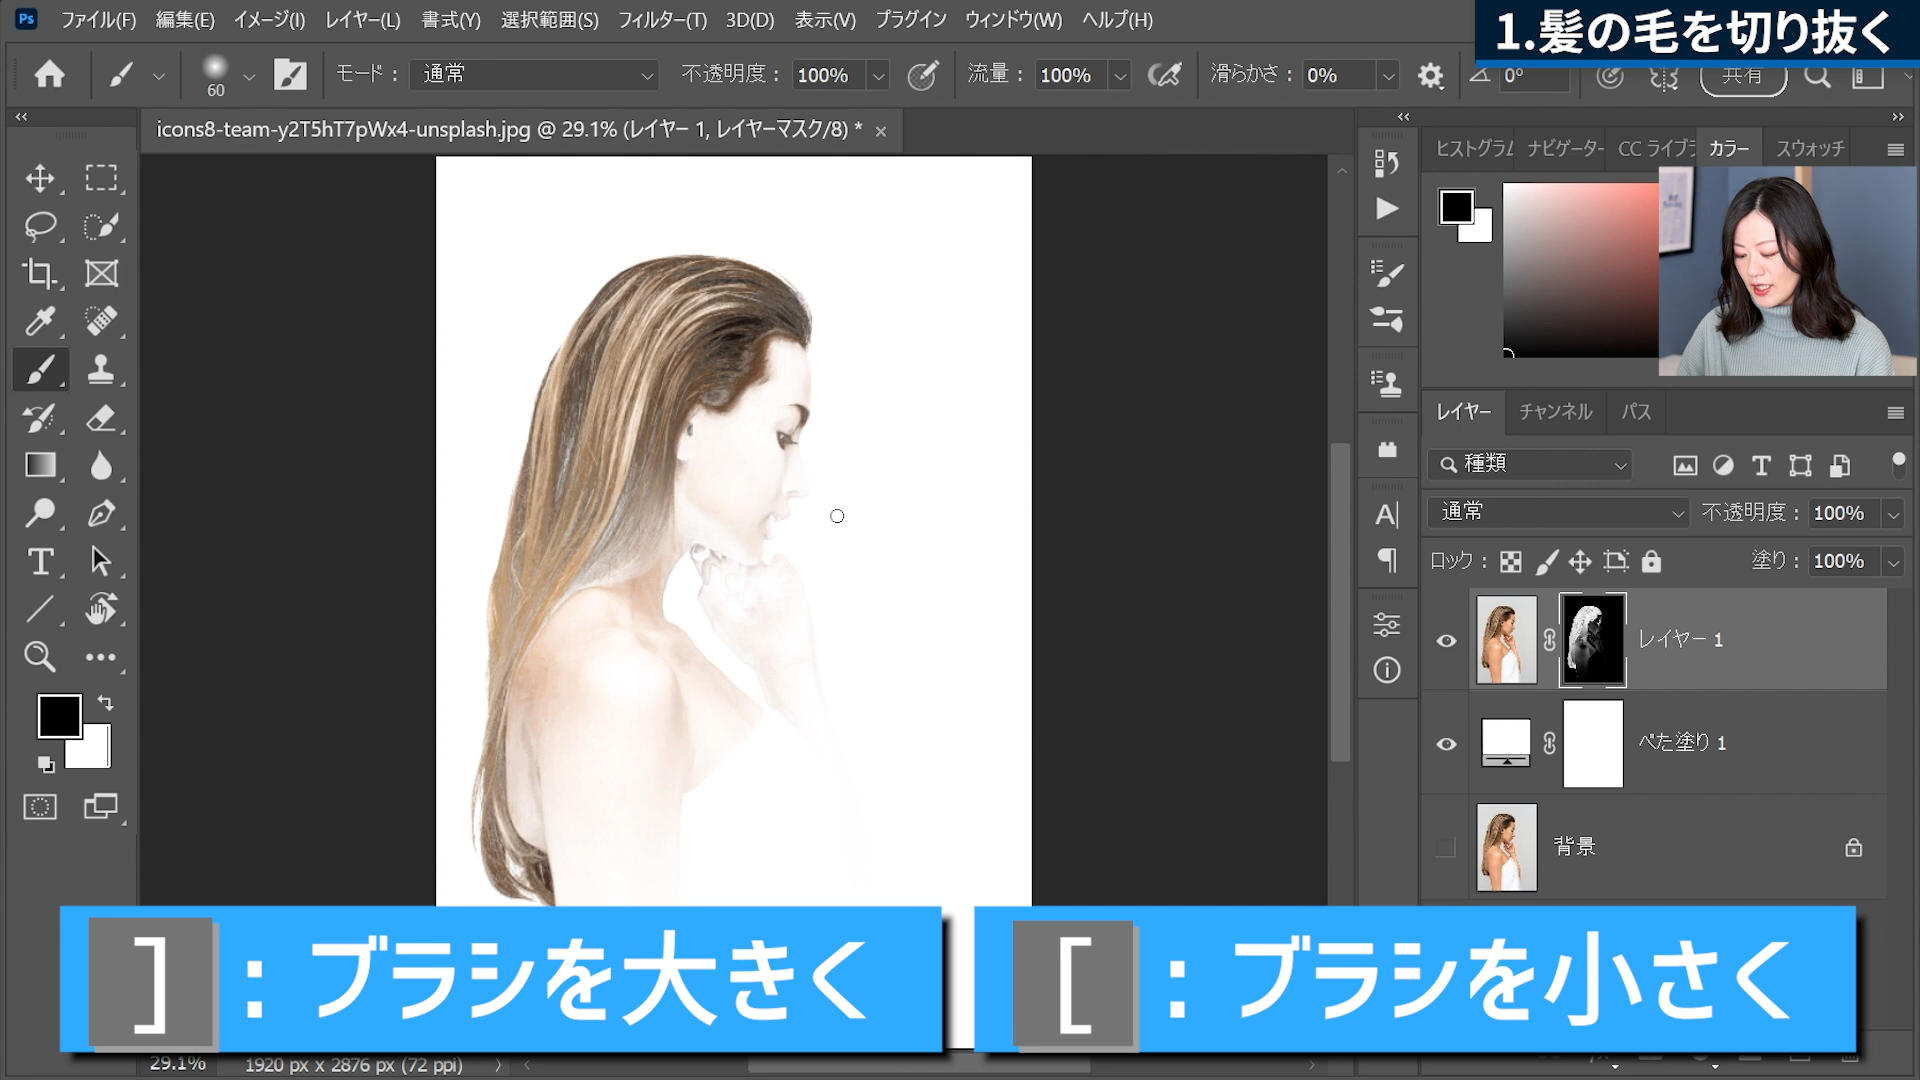 Ps ファイル(F) 編集(E) イメージ(I) レイヤー(L) 書式(Y) 選択範囲(S) フィルター(T) 3D(D) 表示(V) プラグイン ウィンドウ(W) ヘルプ(H)
1.髪の毛を切り抜く
60 モード： 通常 不透明度： 100% 流量： 100% 滑らかさ： 0% 0° 共有
icons8-team-y2T5hT7pWx4-unsplash.jpg @ 29.1% (レイヤー 1, レイヤーマスク/8) *
ヒストグラム ナビゲーター CC ライブラ カラー スウォッチ
レイヤー チャンネル パス
種類
通常 不透明度： 100%
ロック： 塗り： 100%
レイヤー 1
べた塗り 1
背景
]：ブラシを大きく
[：ブラシを小さく
29.1% 1920 px x 2876 px (72 ppi)